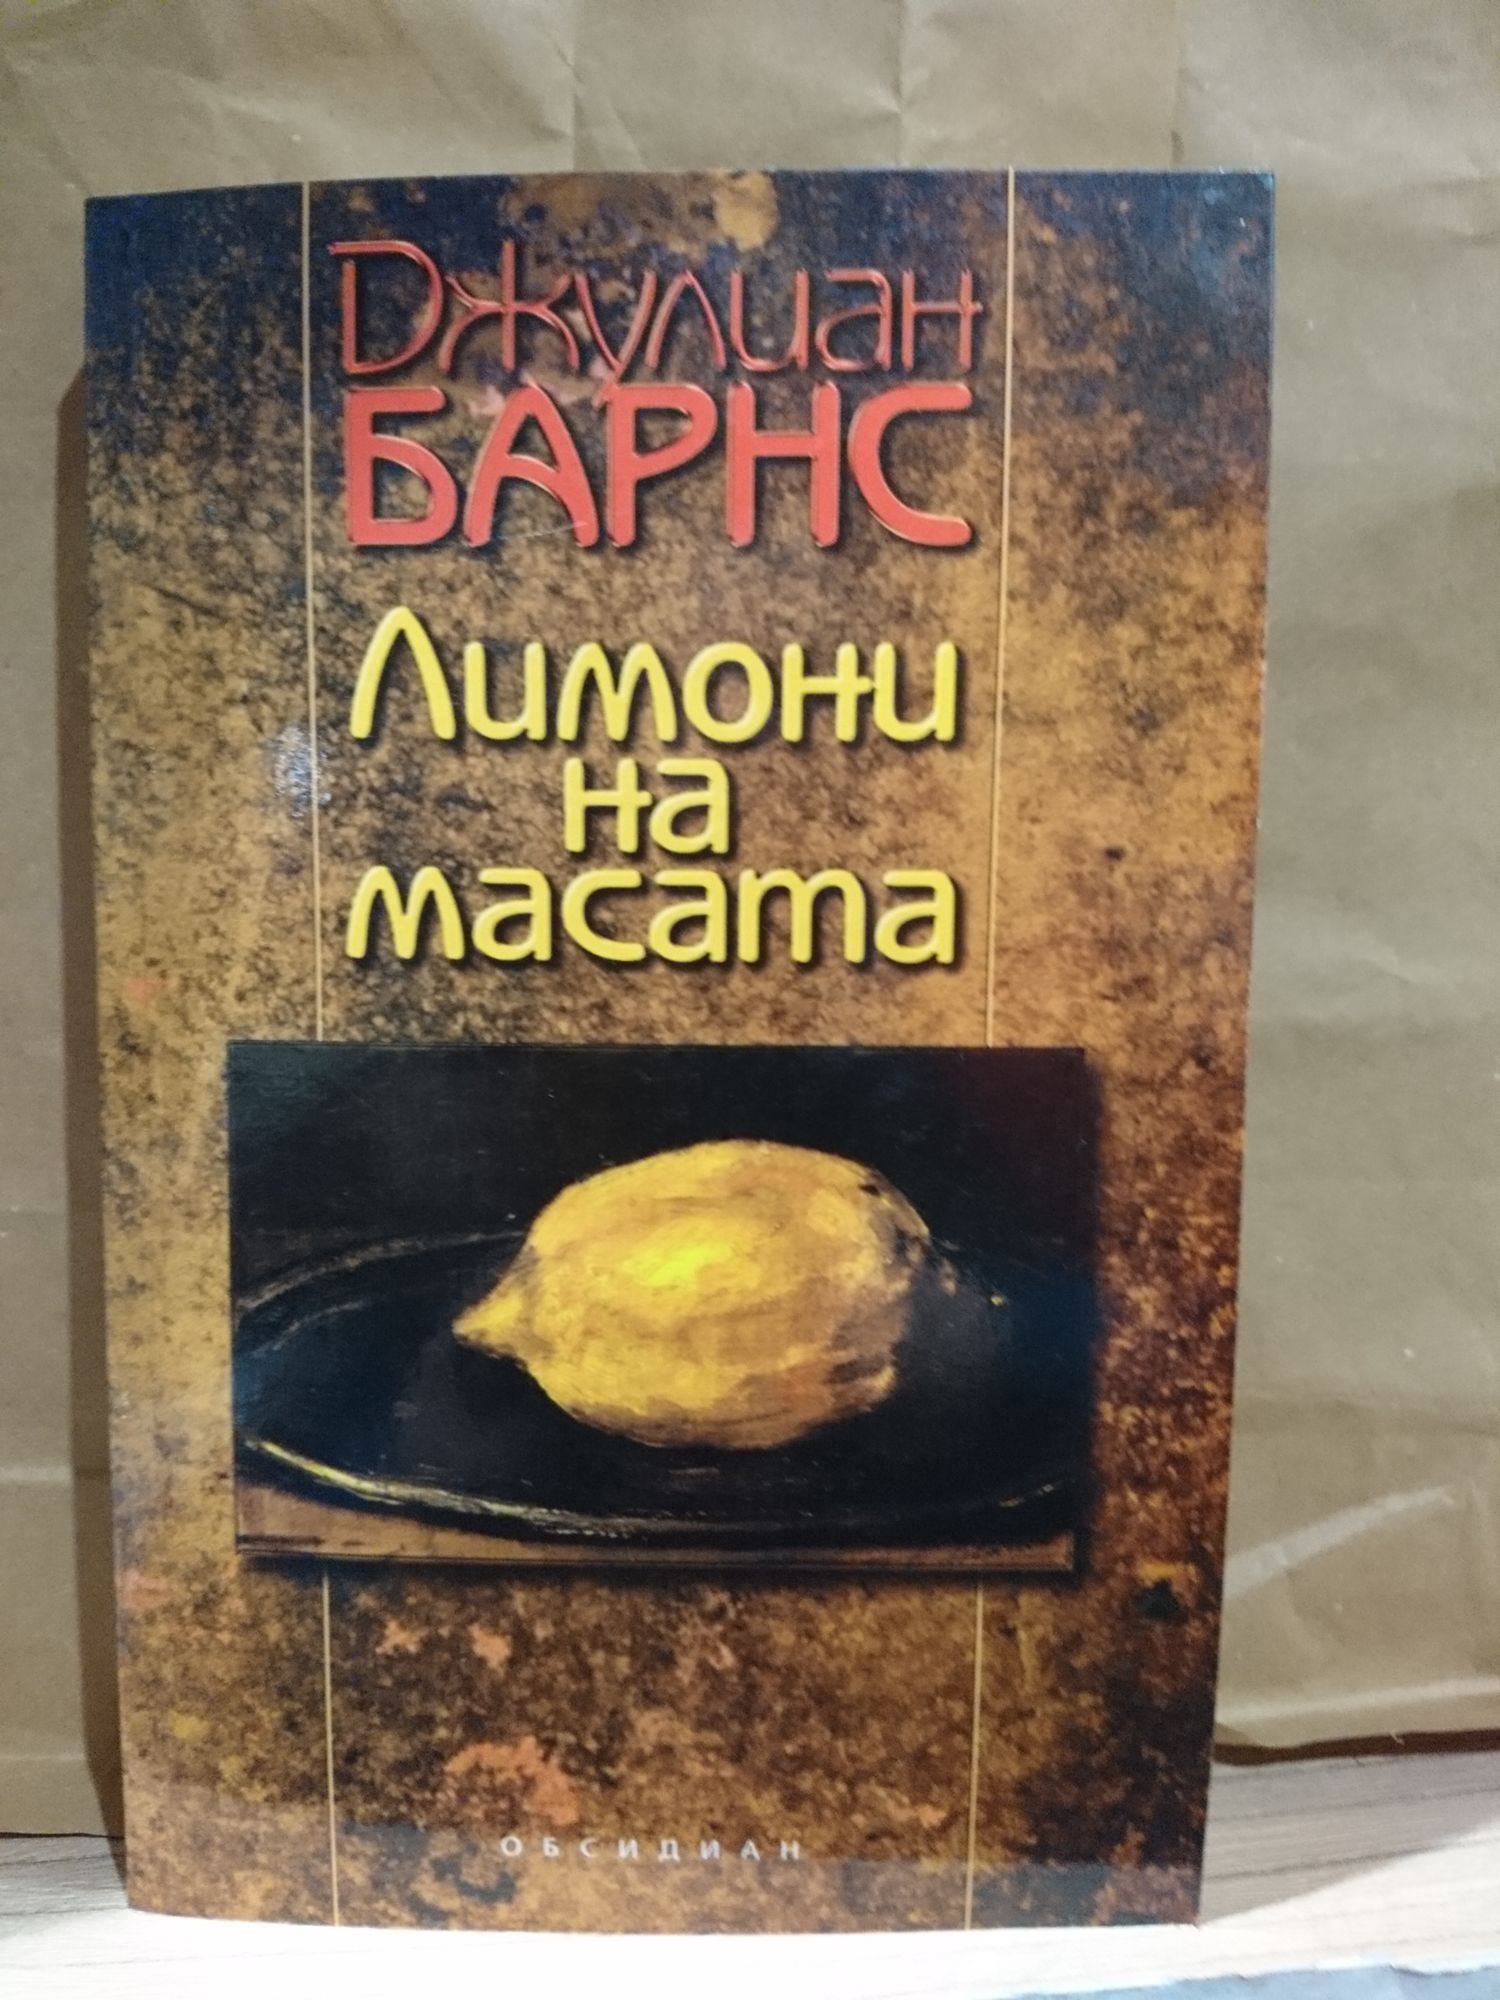 Джулиан
БАРНС
Лимони
на
масата
ОБСИДИАН